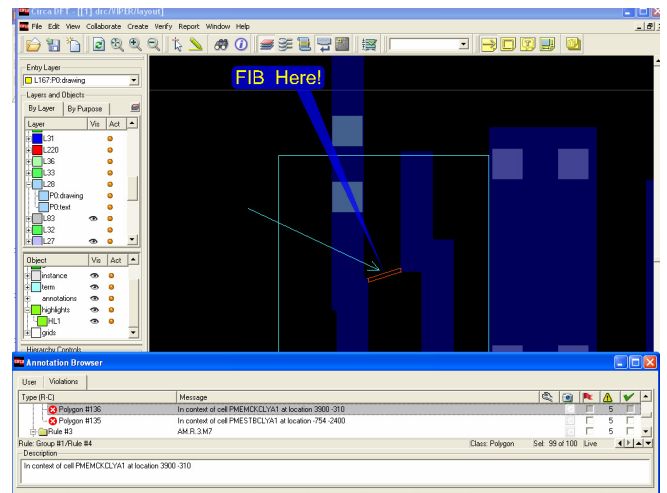 Circa DFT - [[1] drc/VIPER/layout]
File Edit View Collaborate Create Verify Report Window Help
Entry Layer
L167:P0:drawing
Layers and Objects
By Layer By Purpose
Layer Vis Act
L31
L220
L36
L33
L28
P0:drawing
P0:text
L83
L32
L27
Object Vis Act
instance
term
annotations
highlights
HL1
grids
Hierarchy Controls
FIB Here!
Annotation Browser
User Violations
Type (R-C) Message
Polygon #136 In context of cell PMEMCKCLYA1 at location 3900 -310 5
Polygon #135 In context of cell PMESTBCLYA1 at location -754 -2400 5
Rule #3 AM.R.3.M7 5
Rule: Group #1/Rule #4 Class: Polygon Sel: 99 of 100 Live
Description
In context of cell PMEMCKCLYA1 at location 3900 -310